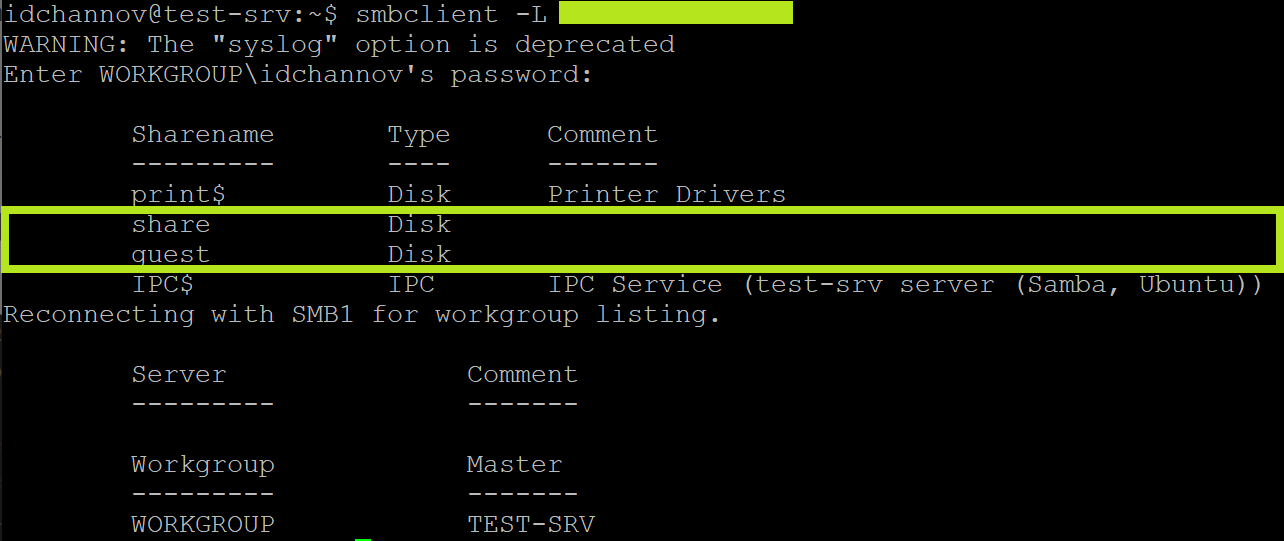 idchannov@test-srv:~$ smbclient -L
WARNING: The "syslog" option is deprecated
Enter WORKGROUP\idchannov's password:
Sharename Type Comment
--------- ---- -------
print$ Disk Printer Drivers
share Disk
guest Disk
IPC$ IPC IPC Service (test-srv server (Samba, Ubuntu))
Reconnecting with SMB1 for workgroup listing.
Server Comment
--------- -------
Workgroup Master
--------- -------
WORKGROUP TEST-SRV